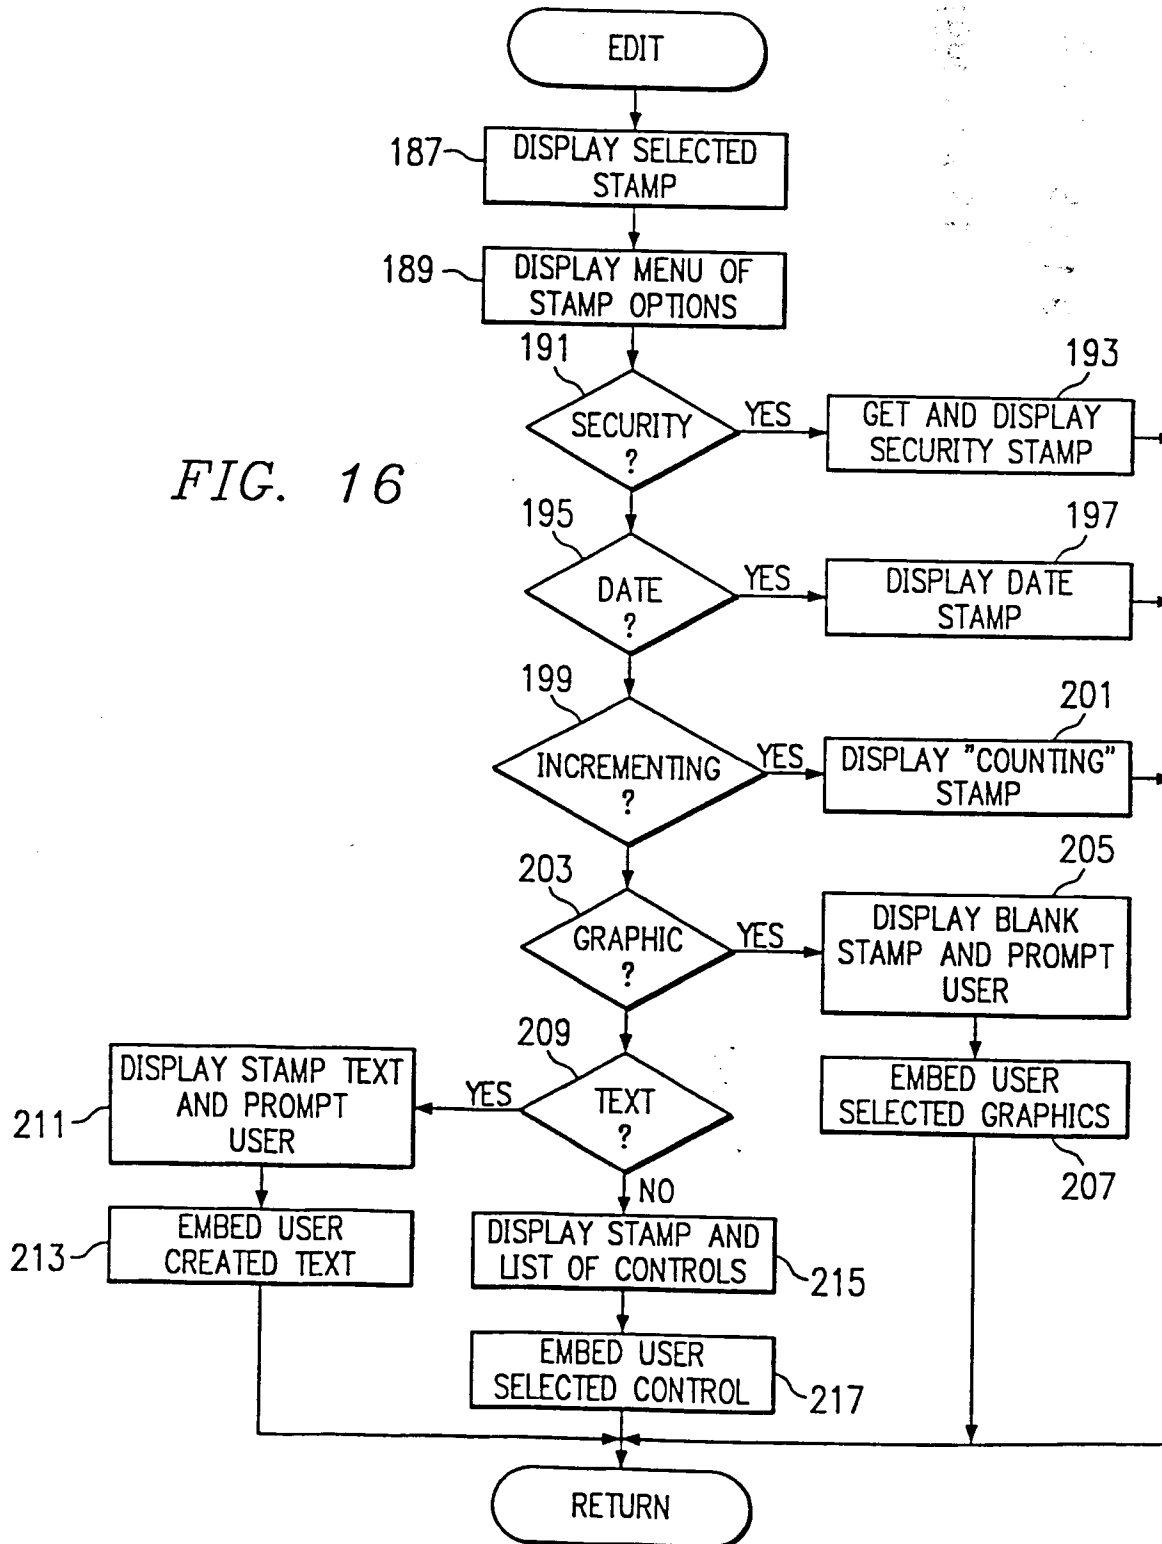 EDIT
187
DISPLAY SELECTED
STAMP
189
DISPLAY MENU OF
STAMP OPTIONS
191
SECURITY
?
YES
193
GET AND DISPLAY
SECURITY STAMP
FIG. 16
195
DATE
?
YES
197
DISPLAY DATE
STAMP
199
INCREMENTING
?
YES
201
DISPLAY "COUNTING"
STAMP
203
GRAPHIC
?
YES
205
DISPLAY BLANK
STAMP AND PROMPT
USER
EMBED USER
SELECTED GRAPHICS
207
209
TEXT
?
YES
211
DISPLAY STAMP TEXT
AND PROMPT
USER
213
EMBED USER
CREATED TEXT
NO
DISPLAY STAMP AND
LIST OF CONTROLS
215
EMBED USER
SELECTED CONTROL
217
RETURN